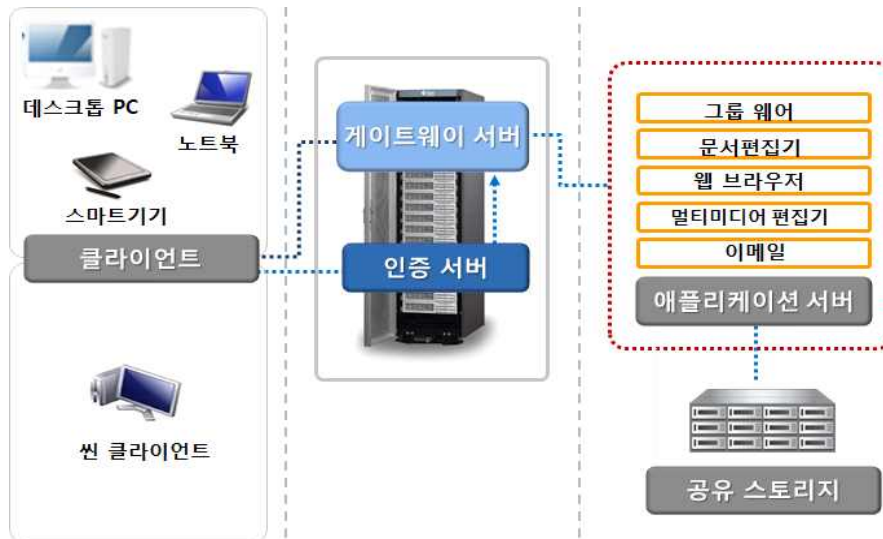 데스크톱 PC
노트북
스마트기기
클라이언트
씬 클라이언트
게이트웨이 서버
인증 서버
그룹 웨어
문서편집기
웹 브라우저
멀티미디어 편집기
이메일
애플리케이션 서버
공유 스토리지